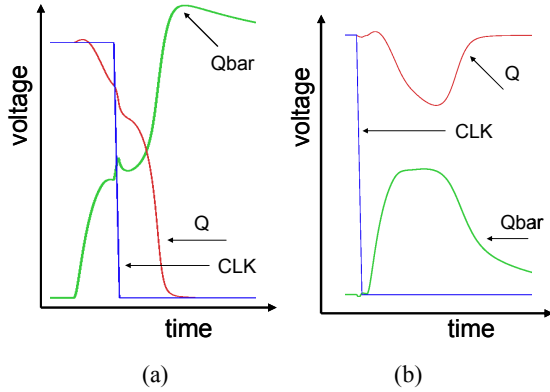 voltage
Qbar
Q
CLK
time
(a)
voltage
Q
CLK
Qbar
time
(b)